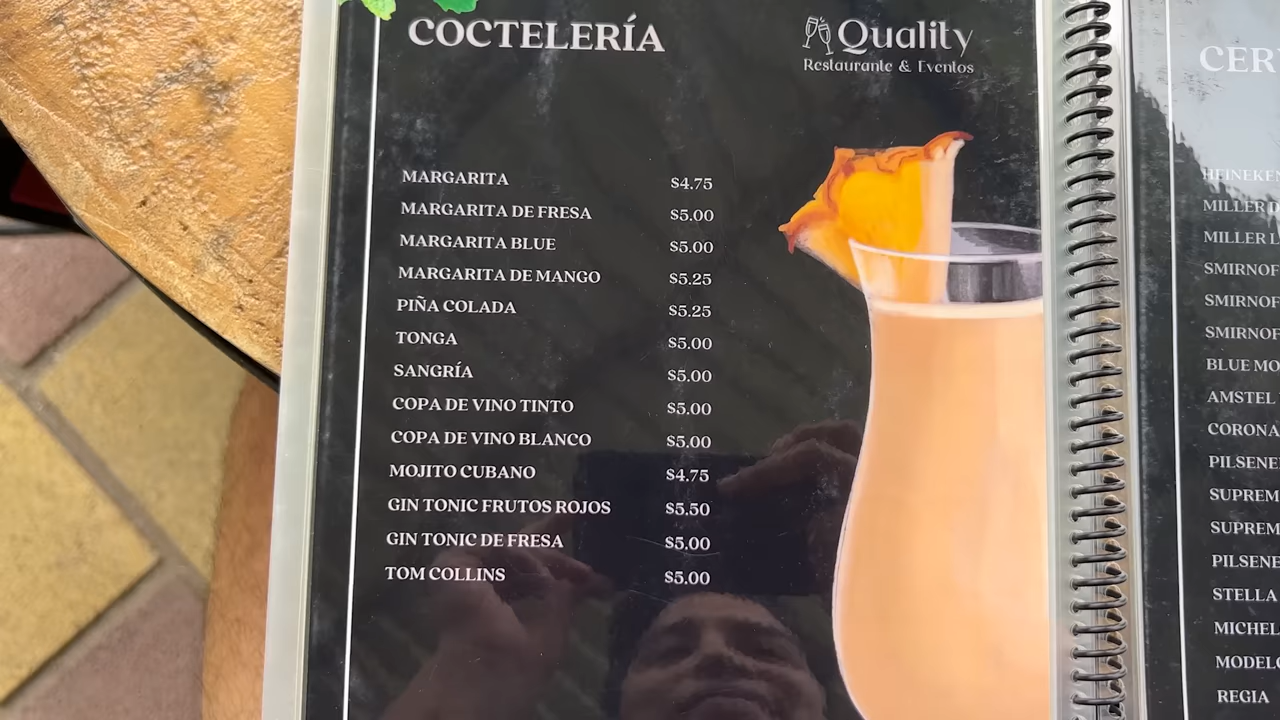 COCTELERÍA
Quality
Restaurante & Eventos
MARGARITA $4.75
MARGARITA DE FRESA $5.00
MARGARITA BLUE $5.00
MARGARITA DE MANGO $5.25
PIÑA COLADA $5.25
TONGA $5.00
SANGRÍA $5.00
COPA DE VINO TINTO $5.00
COPA DE VINO BLANCO $5.00
MOJITO CUBANO $4.75
GIN TONIC FRUTOS ROJOS $5.50
GIN TONIC DE FRESA $5.00
TOM COLLINS $5.00
CER
HEINEKEN
MILLER D
MILLER L
SMIRNOF
SMIRNOF
SMIRNOF
BLUE MO
AMSTEL
CORONA
PILSENE
SUPREM
SUPREM
PILSENE
STELLA
MICHEL
MODELO
REGIA